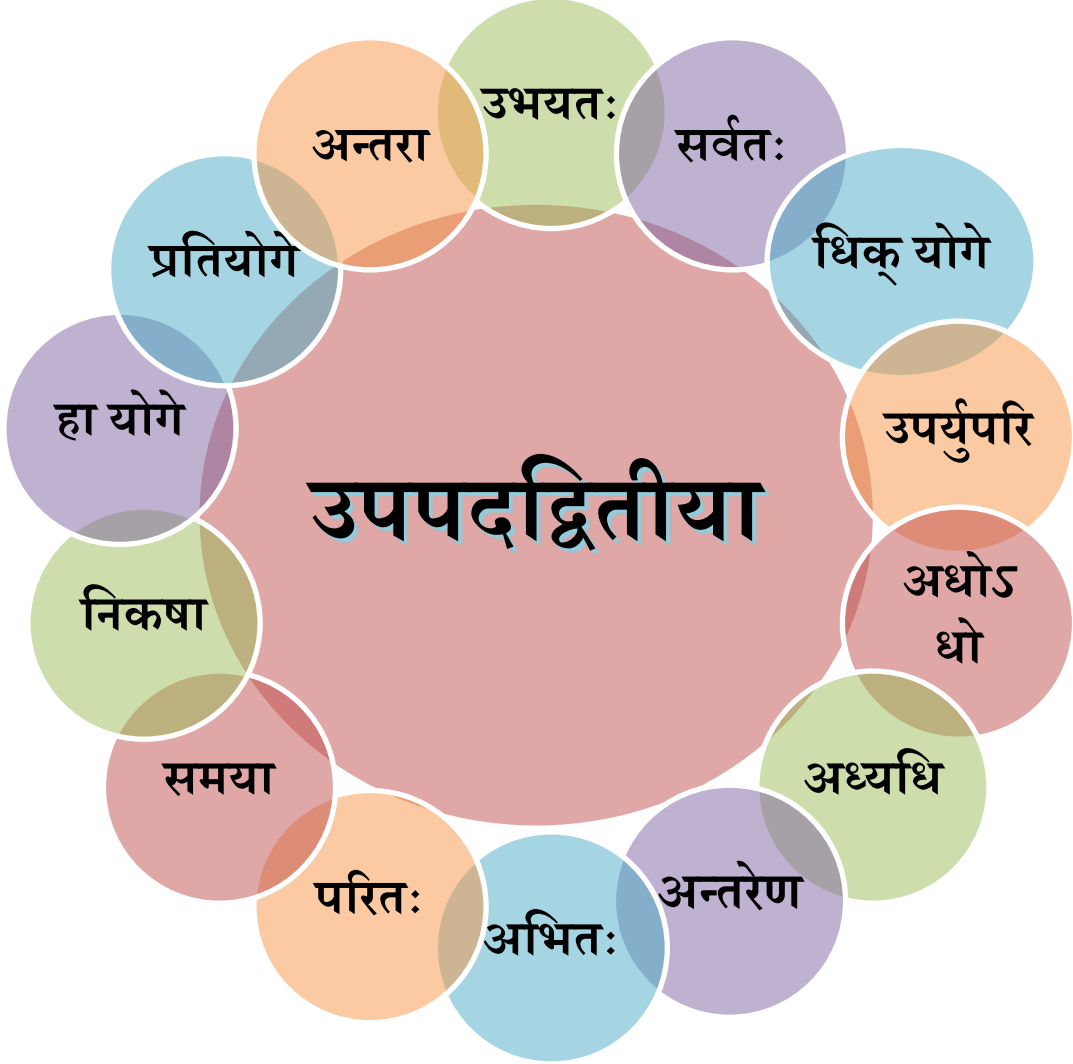 उपपदद्वितीया
उभयतः
सर्वतः
धिक् योगे
उपर्युपरि
अधोऽ
धो
अध्यधि
अन्तरेण
अभितः
परितः
समया
निकषा
हा योगे
प्रतियोगे
अन्तरा